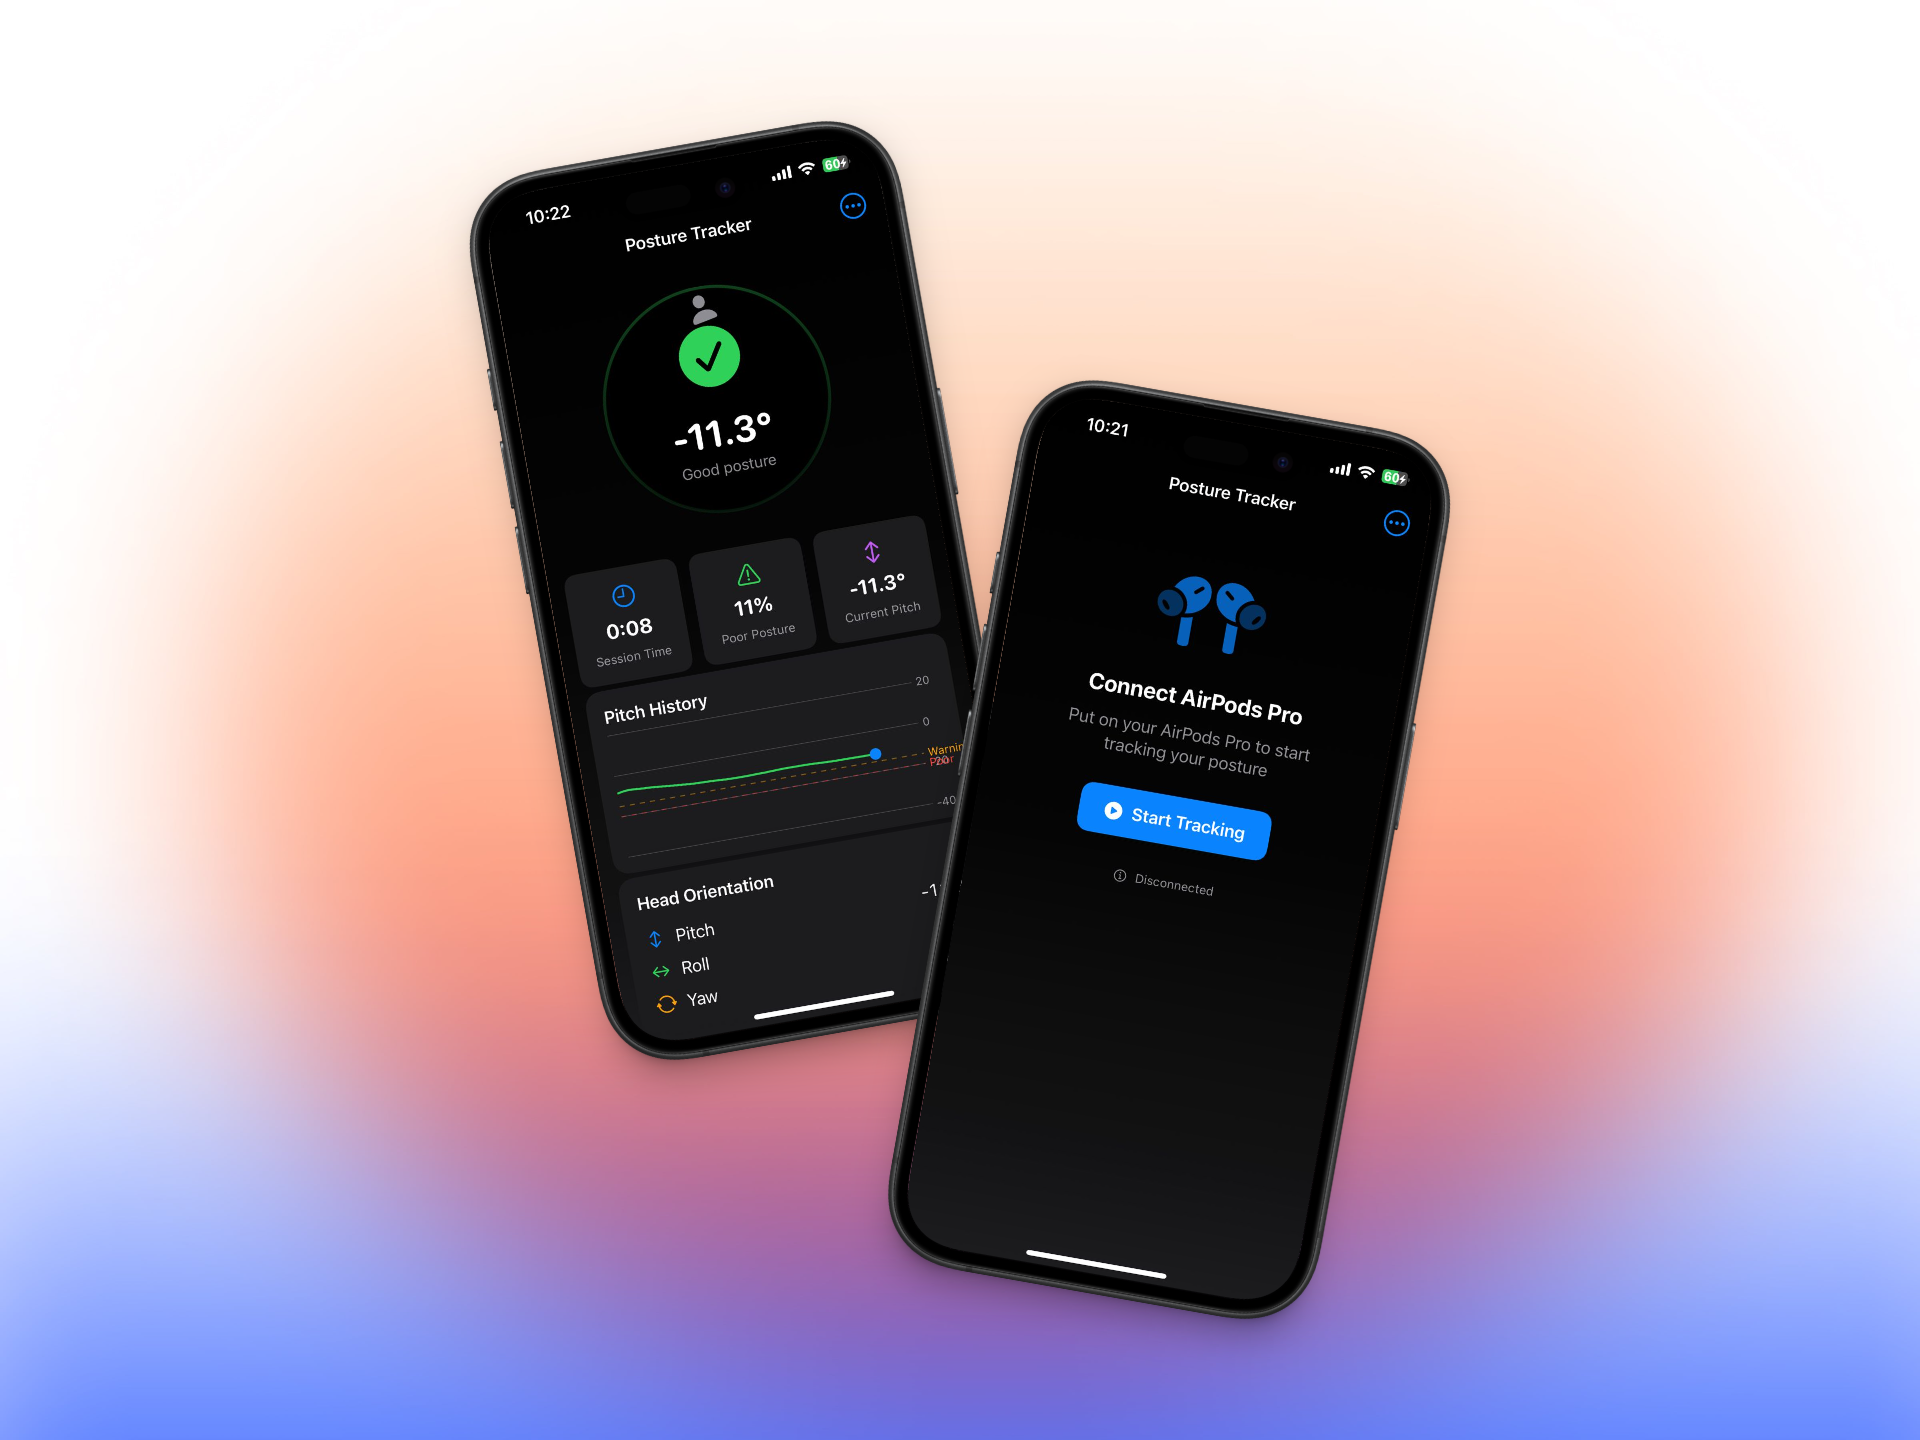 10:22
60
Posture Tracker
-11.3°
Good posture
0:08
Session Time
11%
Poor Posture
-11.3°
Current Pitch
Pitch History
20
0
-20
-40
Poor
Head Orientation
Pitch
Roll
Yaw
10:21
60
Posture Tracker
Connect AirPods Pro
Put on your AirPods Pro to start
tracking your posture
Start Tracking
Disconnected